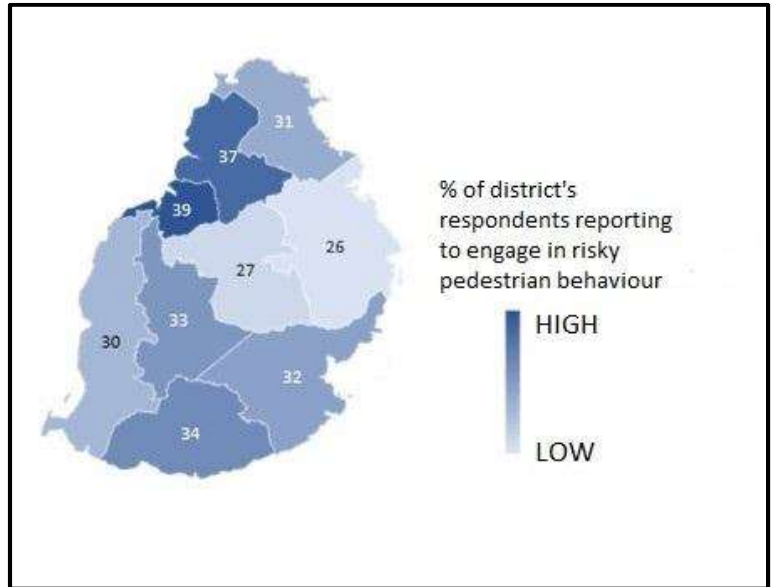 31
37
39
26
27
33
30
32
34
% of district's
respondents reporting
to engage in risky
pedestrian behaviour
HIGH
LOW